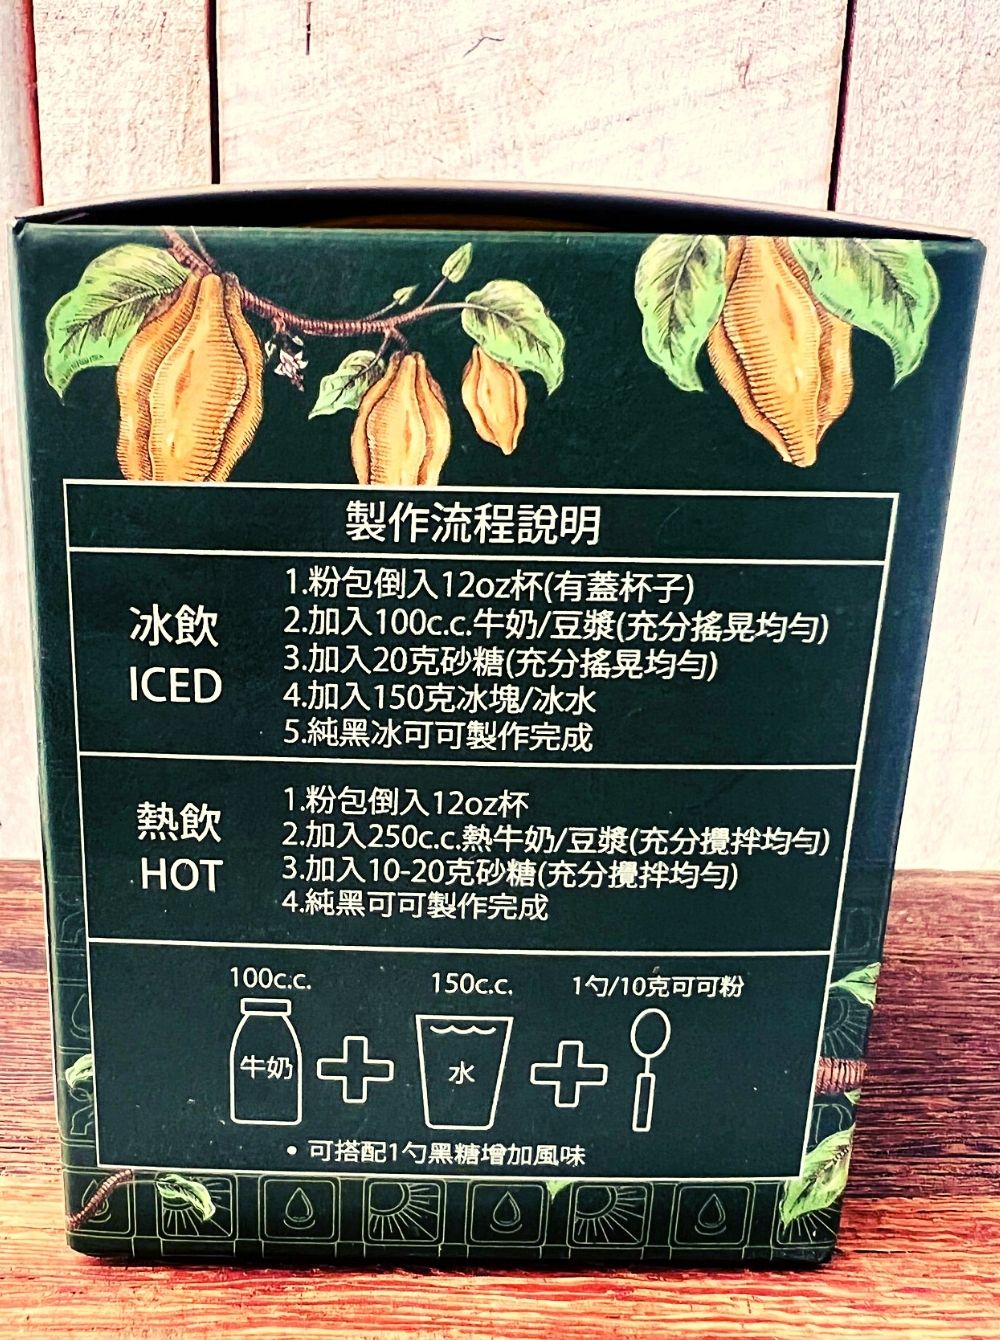 製作流程說明
冰飲
ICED
1.粉包倒入12oz杯(有蓋杯子)
2.加入100c.c.牛奶/豆漿(充分搖晃均勻)
3.加入20克砂糖(充分搖晃均勻)
4.加入150克冰塊/冰水
5.純黑冰可可製作完成
熱飲
HOT
1.粉包倒入12oz杯
2.加入250c.c.熱牛奶/豆漿(充分攪拌均勻)
3.加入10-20克砂糖(充分攪拌均勻)
4.純黑可可製作完成
100c.c. 150c.c. 1勺/10克可可粉
牛奶 水
• 可搭配1勺黑糖增加風味